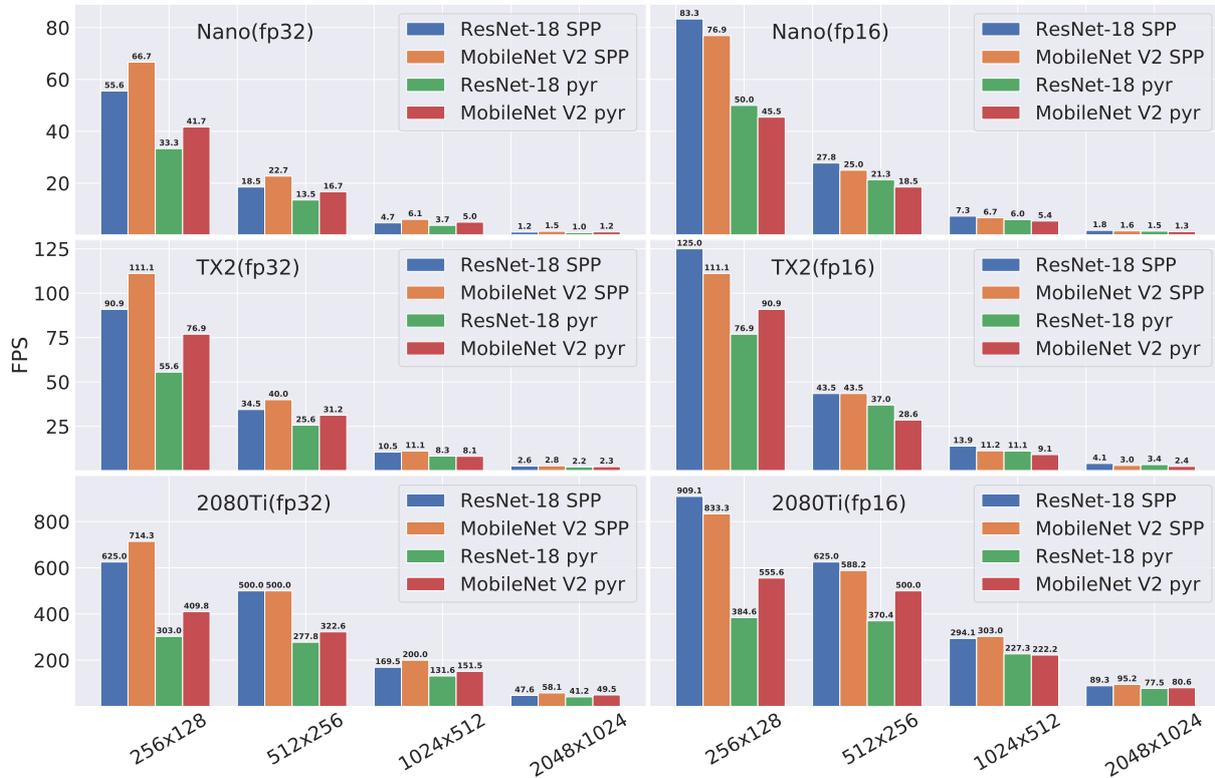 Nano(fp32)
ResNet-18 SPP
MobileNet V2 SPP
ResNet-18 pyr
MobileNet V2 pyr
80
60
40
20
55.6 66.7 33.3 41.7
18.5 22.7 13.5 16.7
4.7 6.1 3.7 5.0
1.2 1.5 1.0 1.2
Nano(fp16)
ResNet-18 SPP
MobileNet V2 SPP
ResNet-18 pyr
MobileNet V2 pyr
83.3 76.9 50.0 45.5
27.8 25.0 21.3 18.5
7.3 6.7 6.0 5.4
1.8 1.6 1.5 1.3
FPS
TX2(fp32)
ResNet-18 SPP
MobileNet V2 SPP
ResNet-18 pyr
MobileNet V2 pyr
125
100
75
50
25
90.9 111.1 55.6 76.9
34.5 40.0 25.6 31.2
10.5 11.1 8.3 8.1
2.6 2.8 2.2 2.3
TX2(fp16)
ResNet-18 SPP
MobileNet V2 SPP
ResNet-18 pyr
MobileNet V2 pyr
125.0 111.1 76.9 90.9
43.5 43.5 37.0 28.6
13.9 11.2 11.1 9.1
4.1 3.0 3.4 2.4
2080Ti(fp32)
ResNet-18 SPP
MobileNet V2 SPP
ResNet-18 pyr
MobileNet V2 pyr
800
600
400
200
625.0 714.3 303.0 409.8
500.0 500.0 277.8 322.6
169.5 200.0 131.6 151.5
47.6 58.1 41.2 49.5
256x128
512x256
1024x512
2048x1024
2080Ti(fp16)
ResNet-18 SPP
MobileNet V2 SPP
ResNet-18 pyr
MobileNet V2 pyr
909.1 833.3 384.6 555.6
625.0 588.2 370.4 500.0
294.1 303.0 227.3 222.2
89.3 95.2 77.5 80.6
256x128
512x256
1024x512
2048x1024